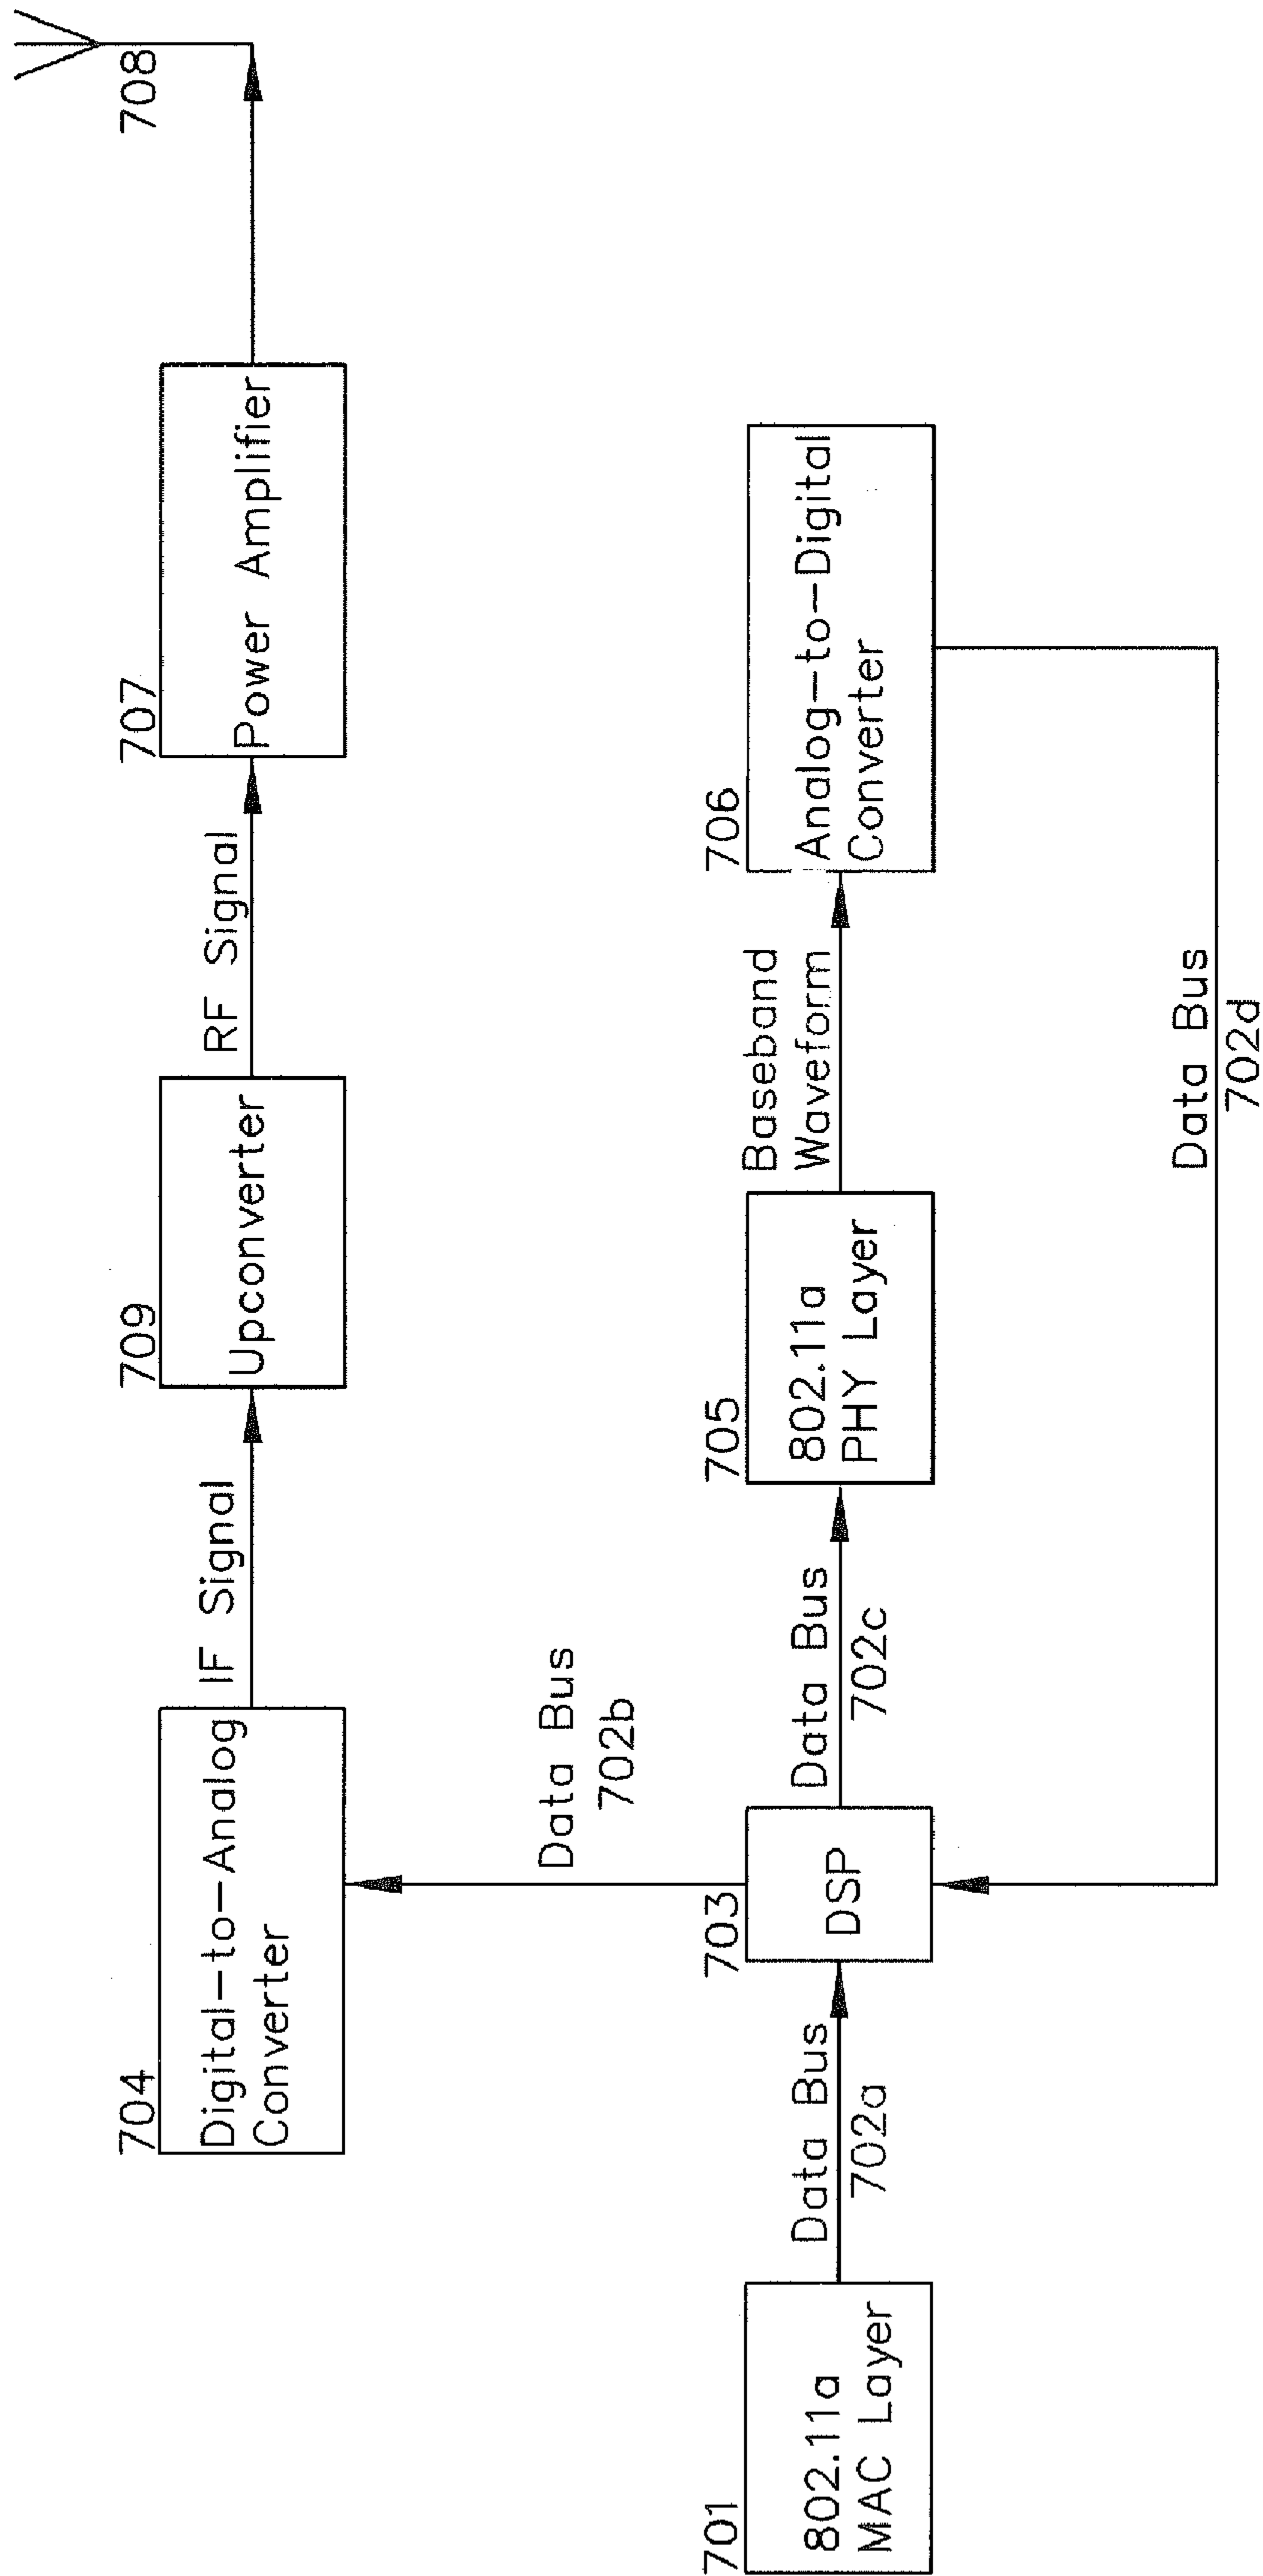 708
707
Power Amplifier
RF Signal
709
Upconverter
IF Signal
704
Digital-to-Analog
Converter
Data Bus
702b
701
802.11a
MAC Layer
Data Bus
702a
703
DSP
Data Bus
702c
705
802.11a
PHY Layer
Baseband
Waveform
706
Analog-to-Digital
Converter
Data Bus
702d